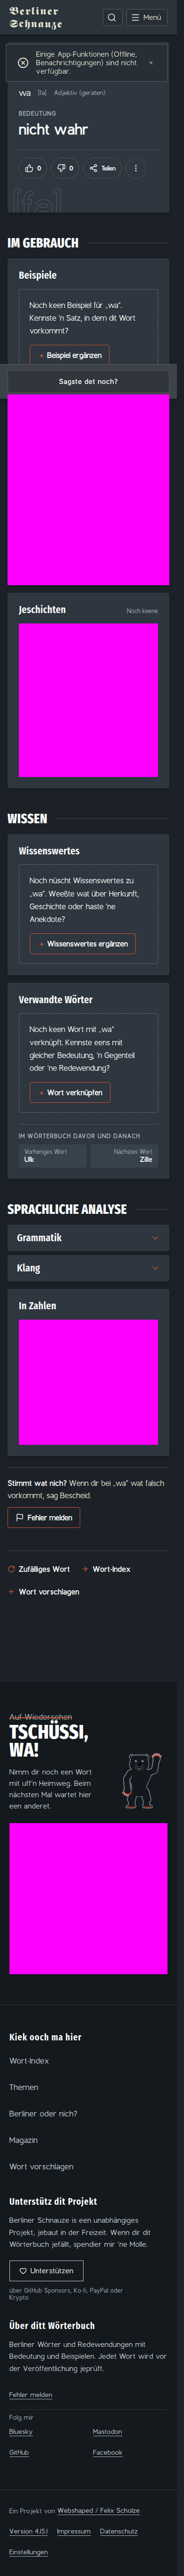 Berliner
Schnauze
Menü
Einige App-Funktionen (Offline,
Benachrichtigungen) sind nicht
verfügbar.
wa [fa] Adjektiv (geraten)
BEDEUTUNG
nicht wahr
0 0 Teilen
[fa]
IM GEBRAUCH
Beispiele
Noch keen Beispiel für „wa“.
Kennste 'n Satz, in dem dit Wort
vorkommt?
+ Beispiel ergänzen
Sagste det noch?
Jeschichten Noch keene
WISSEN
Wissenswertes
Noch nüscht Wissenswertes zu
„wa“. Weeßte wat über Herkunft,
Geschichte oder haste 'ne
Anekdote?
+ Wissenswertes ergänzen
Verwandte Wörter
Noch keen Wort mit „wa“
verknüpft. Kennste eens mit
gleicher Bedeutung, 'n Gegenteil
oder 'ne Redewendung?
+ Wort verknüpfen
IM WÖRTERBUCH DAVOR UND DANACH
Vorheriges Wort Nächstes Wort
Ulk Zille
SPRACHLICHE ANALYSE
Grammatik
Klang
In Zahlen
Stimmt wat nich? Wenn dir bei „wa“ wat falsch
vorkommt, sag Bescheid.
Fehler melden
Zufälliges Wort Wort-Index
+ Wort vorschlagen
Auf Wiedersehen
TSCHÜSSI,
WA!
Nimm dir noch een Wort
mit uff'n Heimweg. Beim
nächsten Mal wartet hier
een anderet.
Kiek ooch ma hier
Wort-Index
Themen
Berliner oder nich?
Magazin
Wort vorschlagen
Unterstütz dit Projekt
Berliner Schnauze is een unabhängiges
Projekt, jebaut in der Freizeit. Wenn dir dit
Wörterbuch jefällt, spendier mir 'ne Molle.
Unterstützen
über GitHub Sponsors, Ko-fi, PayPal oder
Krypto
Über ditt Wörterbuch
Berliner Wörter und Redewendungen mit
Bedeutung und Beispielen. Jedet Wort wird vor
der Veröffentlichung jeprüft.
Fehler melden
Folg mir
Bluesky Mastodon
GitHub Facebook
Ein Projekt von Webshaped / Felix Scholze
Version 4.15.1 Impressum Datenschutz
Einstellungen